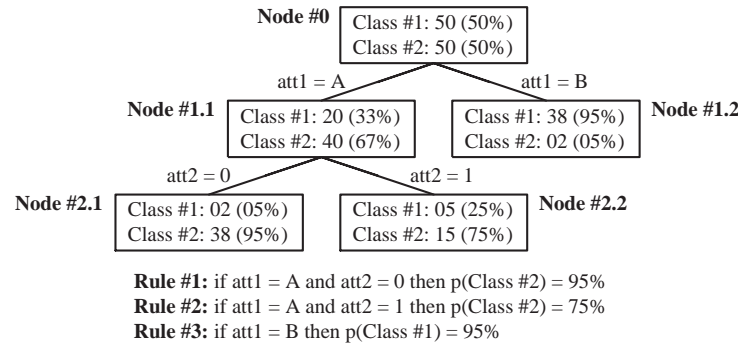 Node #0
Class #1: 50 (50%)
Class #2: 50 (50%)
att1 = A
att1 = B
Node #1.1
Class #1: 20 (33%)
Class #2: 40 (67%)
Class #1: 38 (95%)
Class #2: 02 (05%)
Node #1.2
att2 = 0
att2 = 1
Node #2.1
Class #1: 02 (05%)
Class #2: 38 (95%)
Class #1: 05 (25%)
Class #2: 15 (75%)
Node #2.2
Rule #1: if att1 = A and att2 = 0 then p(Class #2) = 95%
Rule #2: if att1 = A and att2 = 1 then p(Class #2) = 75%
Rule #3: if att1 = B then p(Class #1) = 95%